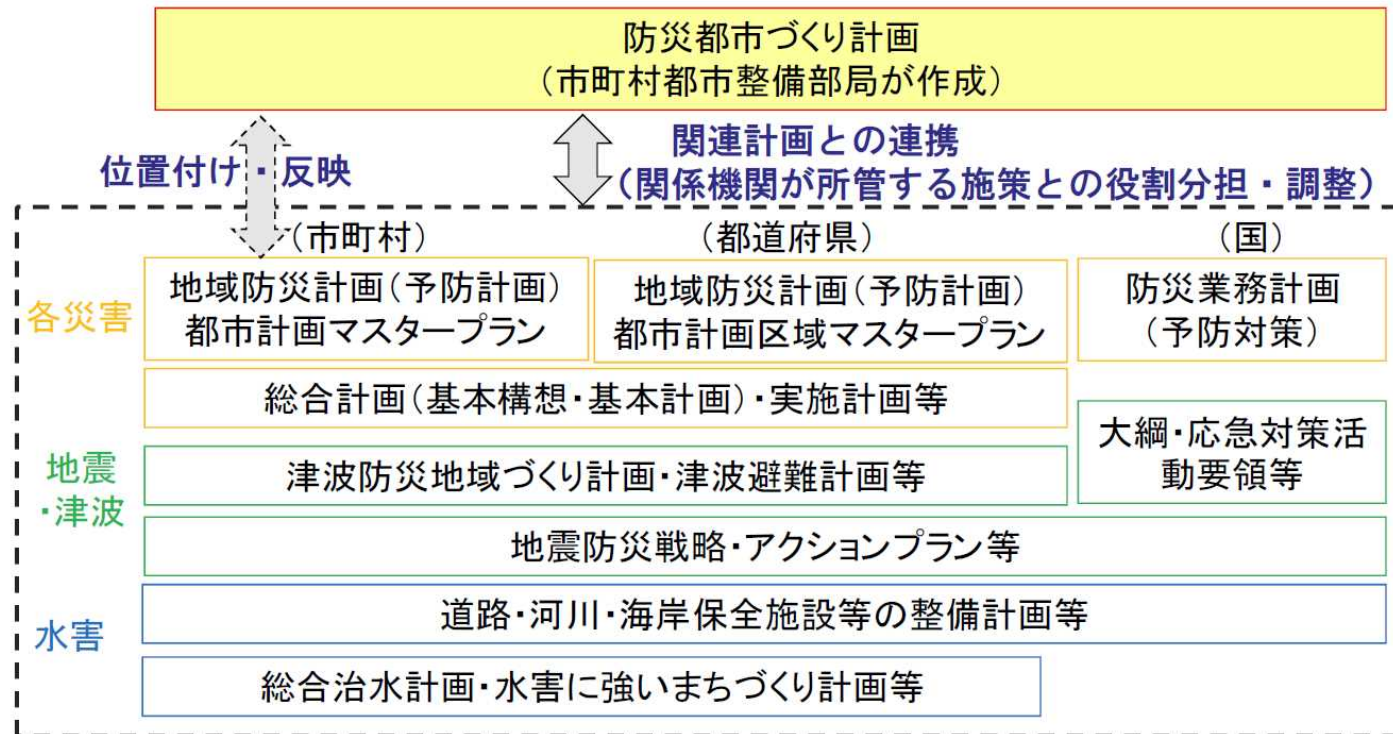 防災都市づくり計画
（市町村都市整備部局が作成）
位置付け・反映
関連計画との連携
（関係機関が所管する施策との役割分担・調整）
（市町村）
（都道府県）
（国）
各災害
地域防災計画（予防計画）
都市計画マスタープラン
地域防災計画（予防計画）
都市計画区域マスタープラン
防災業務計画
（予防対策）
総合計画（基本構想・基本計画）・実施計画等
地震
・津波
津波防災地域づくり計画・津波避難計画等
大綱・応急対策活
動要領等
地震防災戦略・アクションプラン等
水害
道路・河川・海岸保全施設等の整備計画等
総合治水計画・水害に強いまちづくり計画等